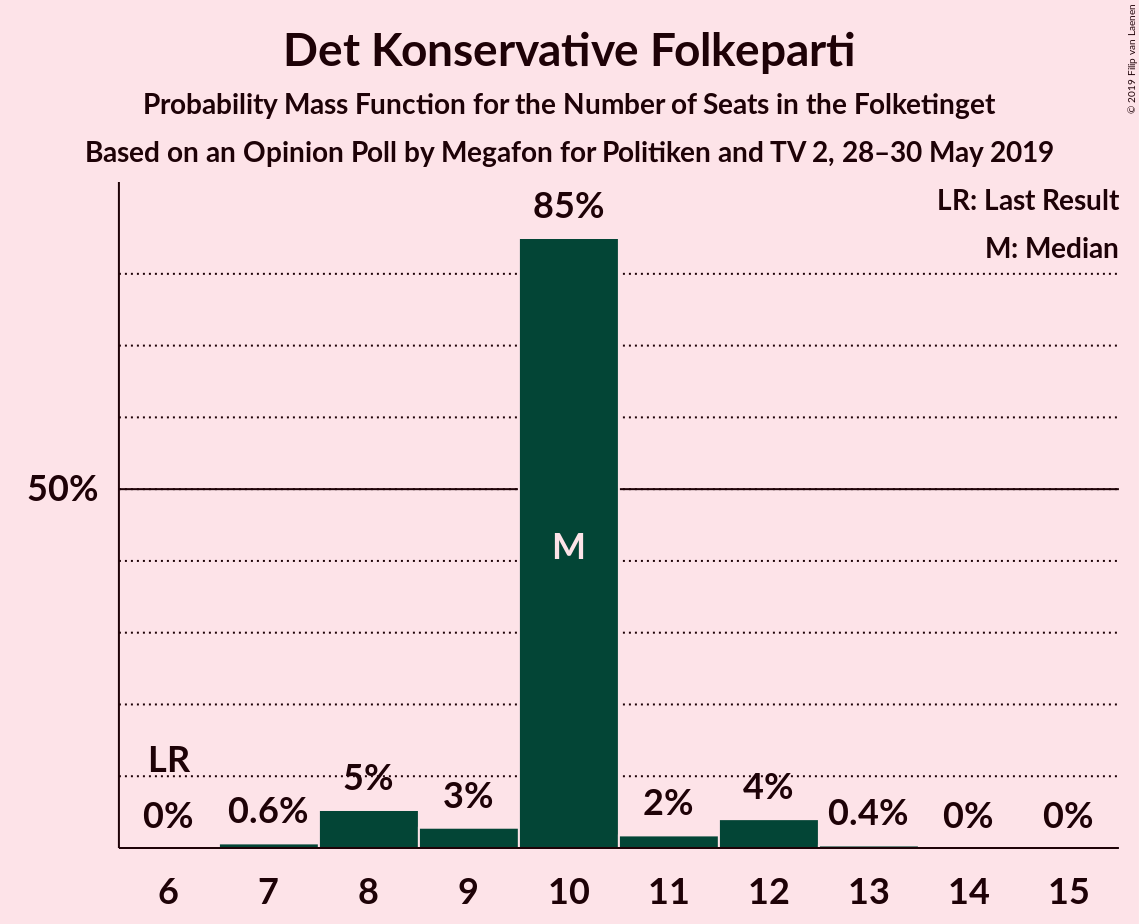 Det Konservative Folkeparti
Probability Mass Function for the Number of Seats in the Folketinget
Based on an Opinion Poll by Megafon for Politiken and TV 2, 28–30 May 2019
© 2019 Filip van Laenen
LR: Last Result
M: Median
85%
50%
M
LR
0%
0.6%
5%
3%
2%
4%
0.4%
0%
0%
6 7 8 9 10 11 12 13 14 15